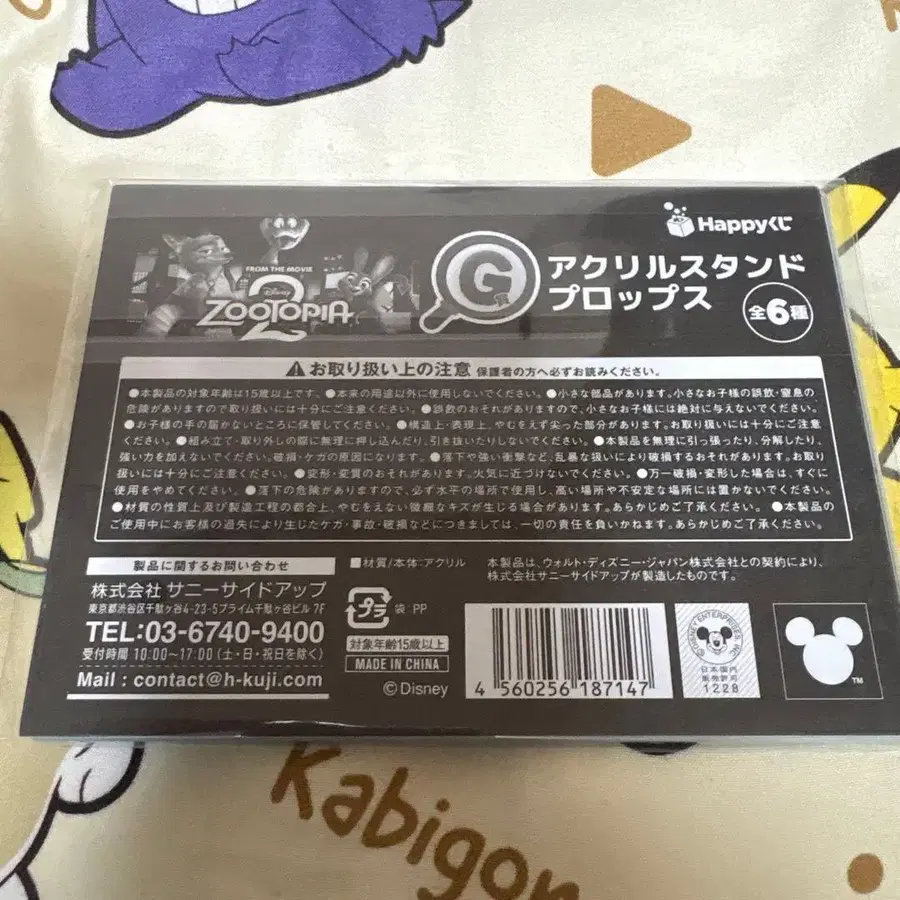 Happyくじ
FROM THE MOVIE
Disney
ZOOTOPIA
2
G
アクリルスタンド
プロップス
全6種
お取り扱い上の注意 保護者の方へ必ずお読みください。
●本製品の対象年齢は15歳以上です。●本来の用途以外に使用しないでください。●小さな部品があります。小さなお子様の誤飲・窒息の
危険がありますので取り扱いには十分にご注意ください。●誤飲のおそれがありますので、小さなお子様には絶対に与えないでください。
●お子様の手の届かないところに保管してください。●構造上・表現上、やむをえず尖った部分があります。お取り扱いには十分にご注意
ください。●組み立て・取り外しの際に無理に押し込んだり、引き抜いたりしないでください。●本製品を無理に引っ張ったり、分解したり、
強い力を加えないでください。破損・ケガの原因になります。●落下や強い衝撃など、乱暴な扱いにより破損するおそれがあります。お取り
扱いには十分にご注意ください。●変形・変質のおそれがあります。火気に近づけないでください。●万一破損・変形した場合は、すぐに
使用をやめてください。●落下の危険がありますので、必ず水平の場所で使用し、高い場所や不安定な場所には置かないでください。
●材質の性質上及び製造工程の都合上、やむをえない微細なキズが生じる場合があります。あらかじめご了承ください。●本製品の
ご使用中にお客様の過失により生じたケガ・事故・破損などにつきましては、一切の責任を負いかねます。あらかじめご了承ください。
製品に関するお問い合わせ
株式会社 サニーサイドアップ
東京都渋谷区千駄ヶ谷4-23-5プライム千駄ヶ谷ビル 7F
TEL:03-6740-9400
受付時間 10:00〜17:00 (土・日・祝日を除く)
Mail : contact@h-kuji.com
■材質/本体:アクリル
プラ 袋 PP
対象年齢15歳以上
MADE IN CHINA
©Disney
本製品は、ウォルト・ディズニー・ジャパン株式会社との契約により、
株式会社サニーサイドアップが製造したものです。
4 560256 187147
©DISNEY ENTERPRISES INC.
日本国内
販売許可
1228
TM
Kabigon